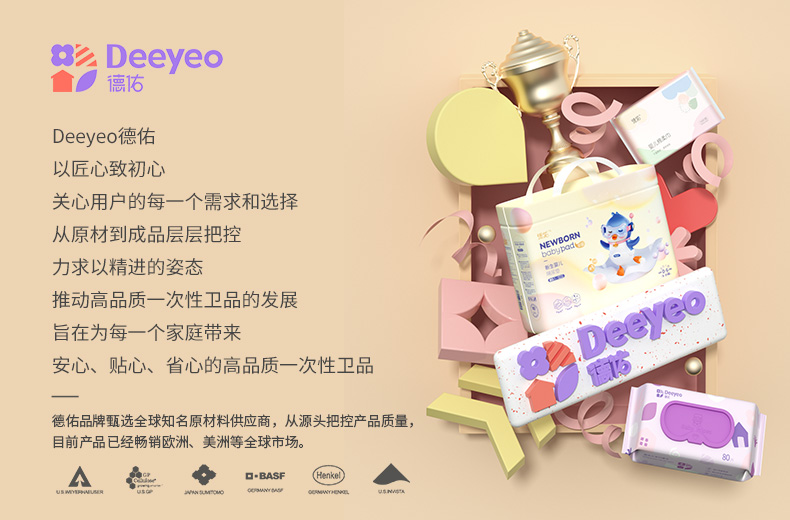 Deeyeo
德佑
Deeyeo德佑
以匠心致初心
关心用户的每一个需求和选择
从原材到成品层层把控
力求以精进的姿态
推动高品质一次性卫品的发展
旨在为每一个家庭带来
安心、贴心、省心的高品质一次性卫品
德佑品牌甄选全球知名原材料供应商，从源头把控产品质量，
目前产品已经畅销欧洲、美洲等全球市场。
U.S.WEYERHAEUSER
GP
Cellulose
U.S GP
JAPAN SUMITOMO
BASF
GERMANY BASF
Henkel
GERMANY HENKEL
U.S.INVISTA
NEWBORN
baby pad
Deeyeo
德佑
Deeyeo
德佑
80